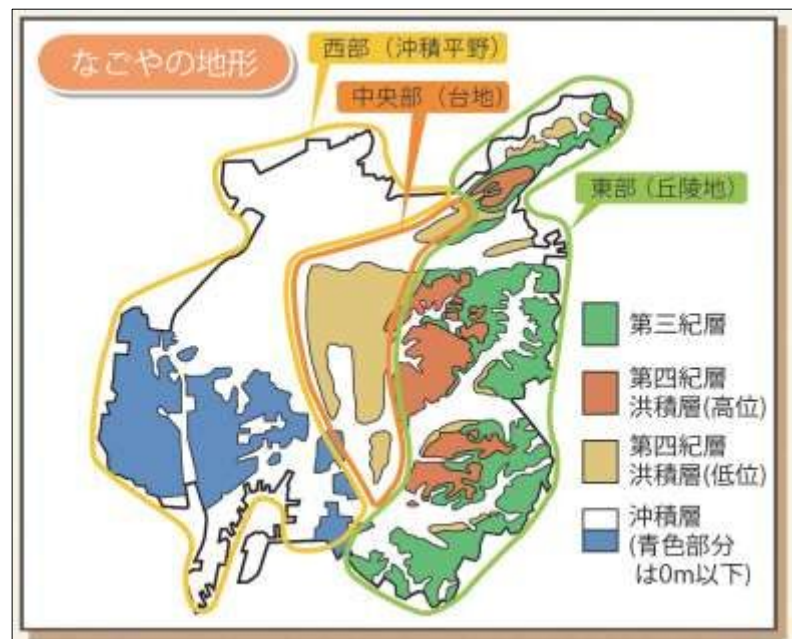 なごやの地形
西部（沖積平野）
中央部（台地）
東部（丘陵地）
第三紀層
第四紀層
洪積層(高位)
第四紀層
洪積層(低位)
沖積層
(青色部分
は0m以下)